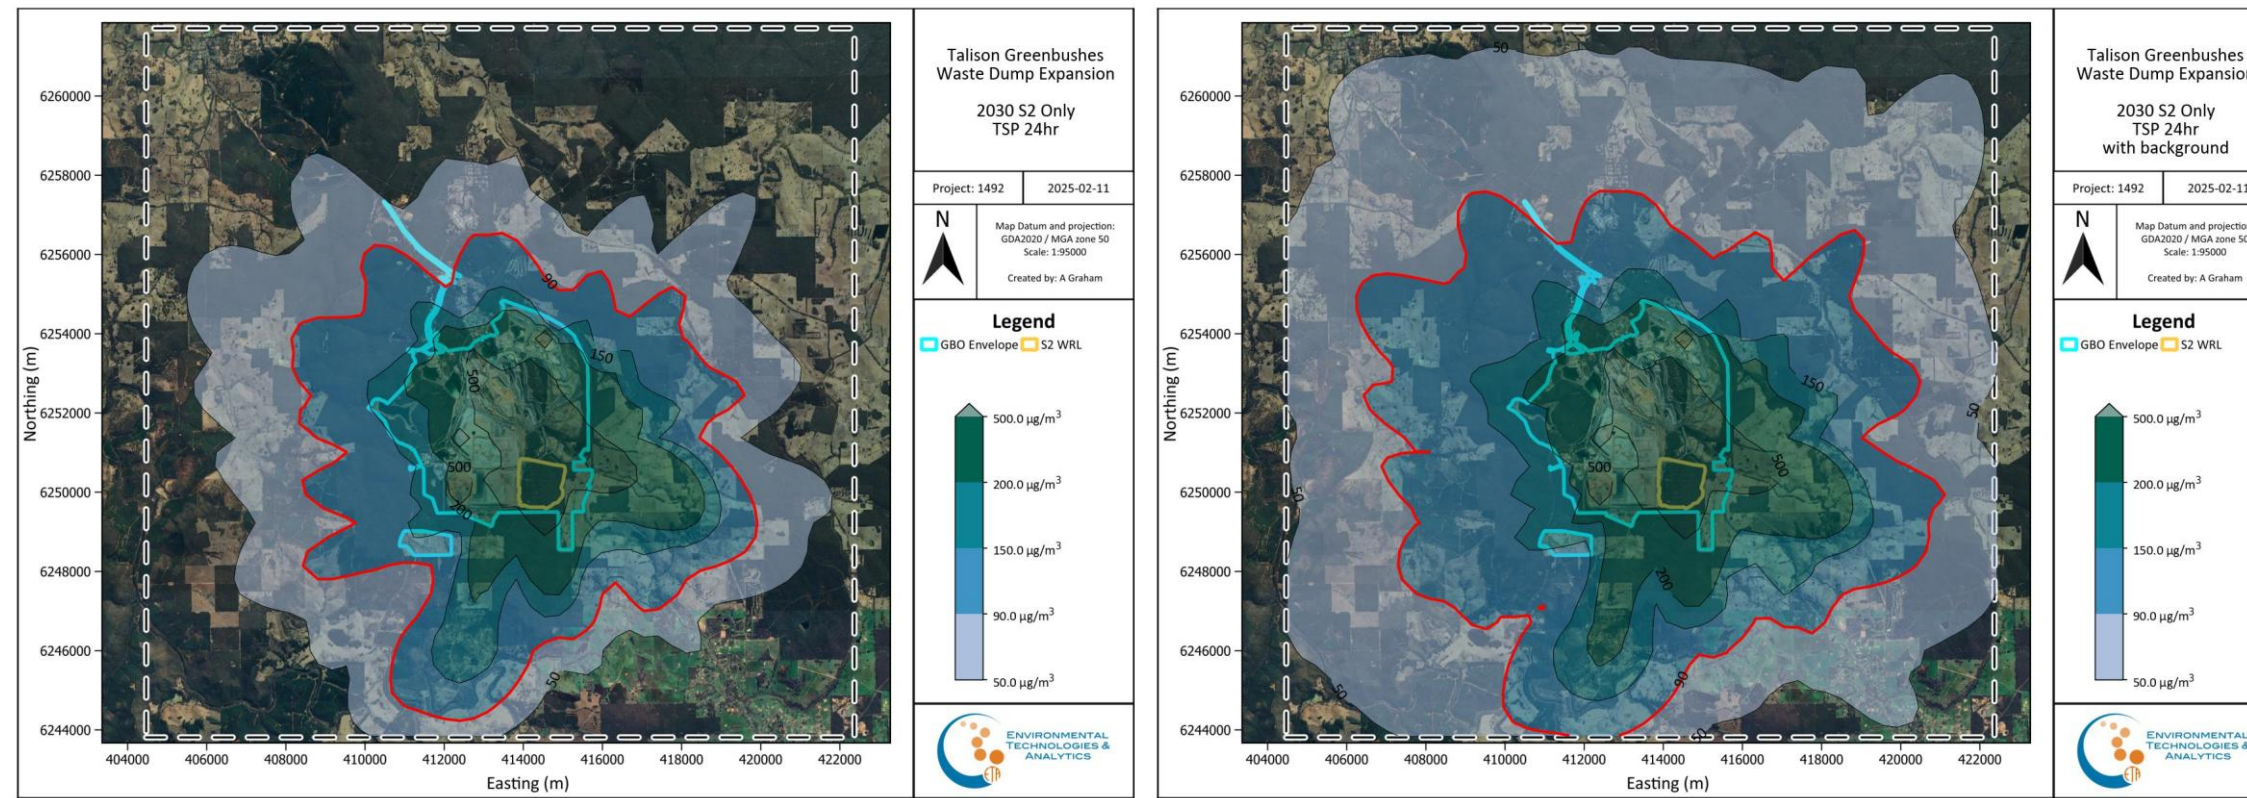 Talison Greenbushes
Waste Dump Expansion
2030 S2 Only
TSP 24hr
Project: 1492
2025-02-11
N
Map Datum and projection:
GDA2020 / MGA zone 50
Scale: 1:95000
Created by: A Graham
Legend
GBO Envelope
S2 WRL
500.0 µg/m³
200.0 µg/m³
150.0 µg/m³
90.0 µg/m³
50.0 µg/m³
ENVIRONMENTAL
TECHNOLOGIES &
ANALYTICS
ETA
Northing (m)
6260000
6258000
6256000
6254000
6252000
6250000
6248000
6246000
6244000
404000
406000
408000
410000
412000
414000
416000
418000
420000
422000
Easting (m)
90
150
500
500
200
50
Talison Greenbushes
Waste Dump Expansion
2030 S2 Only
TSP 24hr
with background
Project: 1492
2025-02-11
N
Map Datum and projectio
GDA2020 / MGA zone 50
Scale: 1:95000
Created by: A Graham
Legend
GBO Envelope
S2 WRL
500.0 µg/m³
200.0 µg/m³
150.0 µg/m³
90.0 µg/m³
50.0 µg/m³
ENVIRONMENTAL
TECHNOLOGIES &
ANALYTICS
ETA
Northing (m)
6260000
6258000
6256000
6254000
6252000
6250000
6248000
6246000
6244000
404000
406000
408000
410000
412000
414000
416000
418000
420000
422000
Easting (m)
50
150
50
500
500
50
200
90
50
50